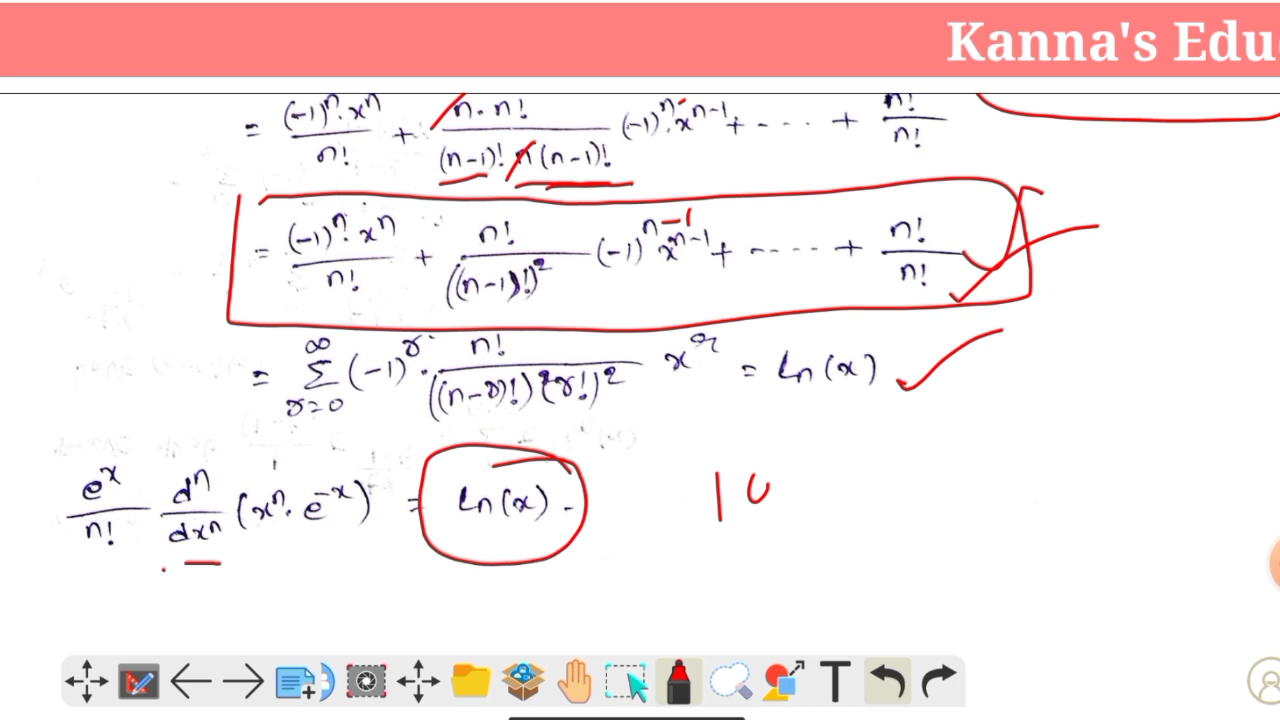 Kanna's Edu
= (-1)^n · x^n / n! + n · n! / (n-1)! n (n-1)! (-1)^n · x^{n-1} + - - - - + n! / n!
= (-1)^n · x^n / n! + n! / ((n-1)!)^2 (-1)^{n-1} x^{n-1} + - - - - - + n! / n!
= ∞ Σ r=0 (-1)^r · n! / ((n-r)!) (r!)^2 x^r = Ln(x)
e^x / n! d^n / dx^n (x^n · e^{-x}) = Ln(x) -
10
T